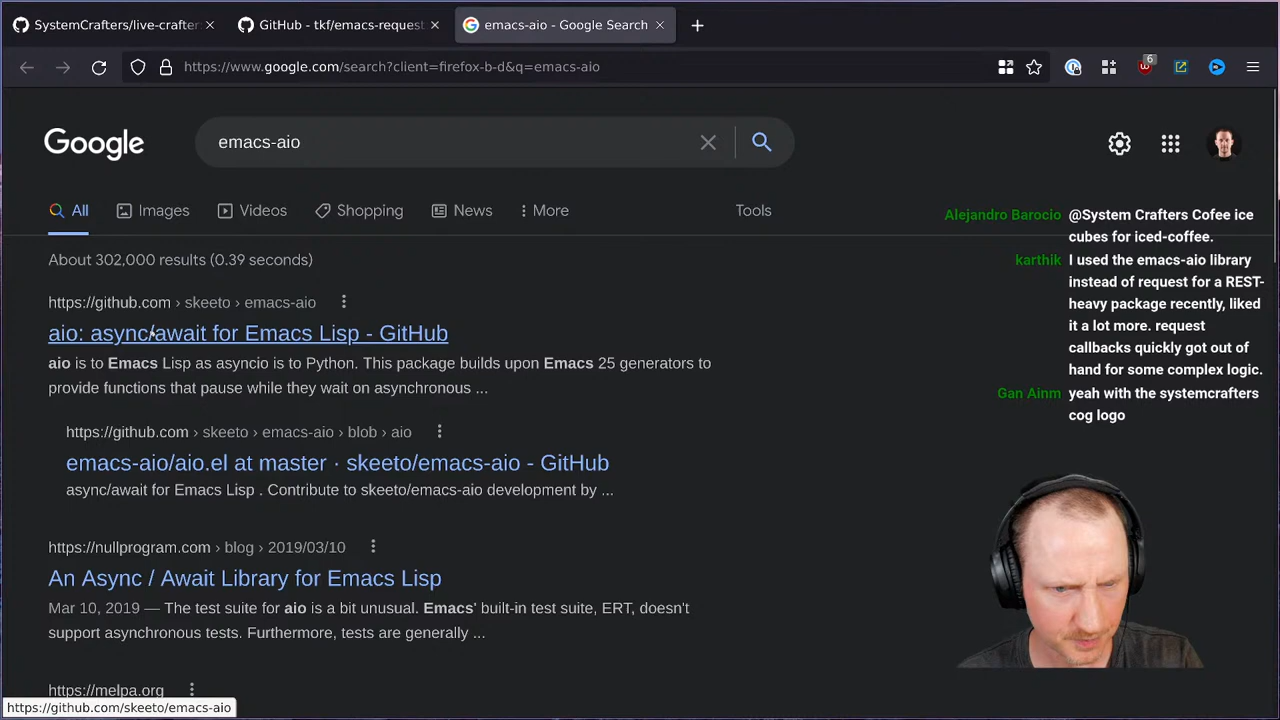 SystemCrafters/live-crafter
GitHub - tkf/emacs-request
emacs-aio - Google Search
https://www.google.com/search?client=firefox-b-d&q=emacs-aio
6
Google
emacs-aio
All
Images
Videos
Shopping
News
More
Tools
About 302,000 results (0.39 seconds)
https://github.com › skeeto › emacs-aio
aio: async/await for Emacs Lisp - GitHub
aio is to Emacs Lisp as asyncio is to Python. This package builds upon Emacs 25 generators to
provide functions that pause while they wait on asynchronous ...
https://github.com › skeeto › emacs-aio › blob › aio
emacs-aio/aio.el at master · skeeto/emacs-aio - GitHub
async/await for Emacs Lisp . Contribute to skeeto/emacs-aio development by ...
https://nullprogram.com › blog › 2019/03/10
An Async / Await Library for Emacs Lisp
Mar 10, 2019 — The test suite for aio is a bit unusual. Emacs' built-in test suite, ERT, doesn't
support asynchronous tests. Furthermore, tests are generally ...
https://melpa.org
https://github.com/skeeto/emacs-aio
Alejandro Barocio @System Crafters Cofee ice
cubes for iced-coffee.
karthik I used the emacs-aio library
instead of request for a REST-
heavy package recently, liked
it a lot more. request
callbacks quickly got out of
hand for some complex logic.
Gan Ainm yeah with the systemcrafters
cog logo